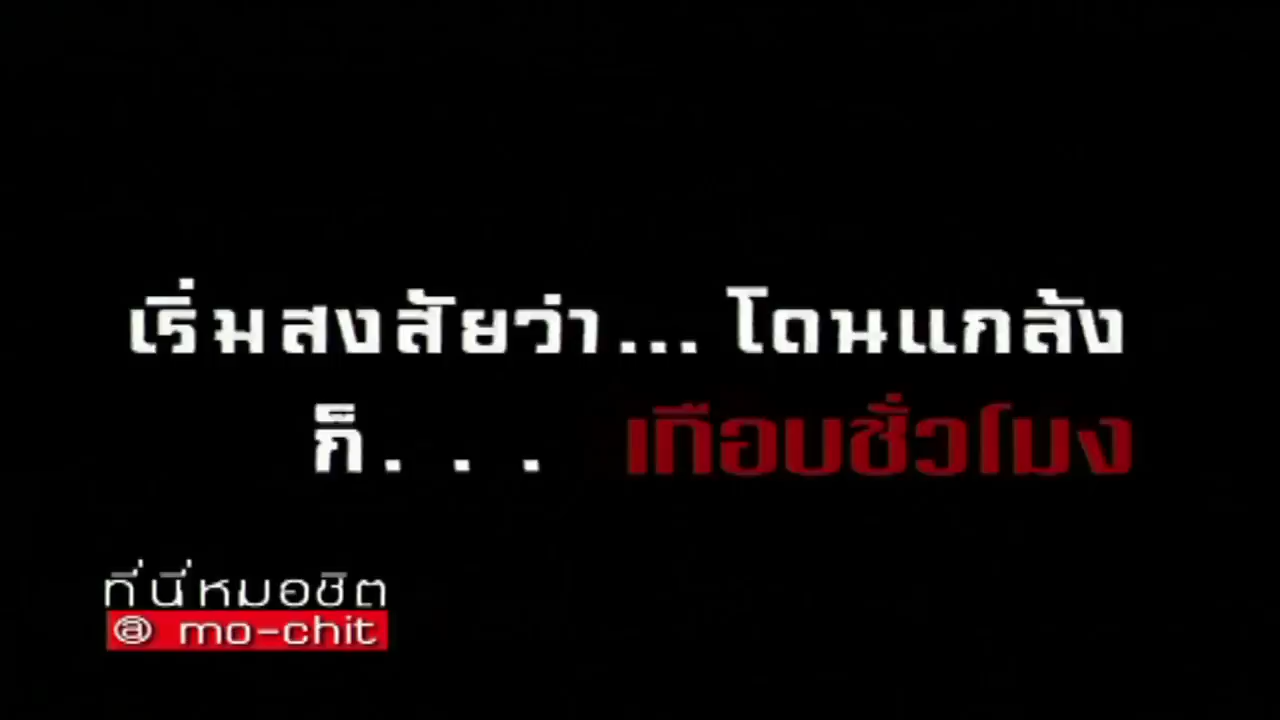 เริ่มสงสัยว่า... โดนแกล้ง
ก็. . . เกือบชั่วโมง
ที่นี่หมอชิต
@ mo-chit